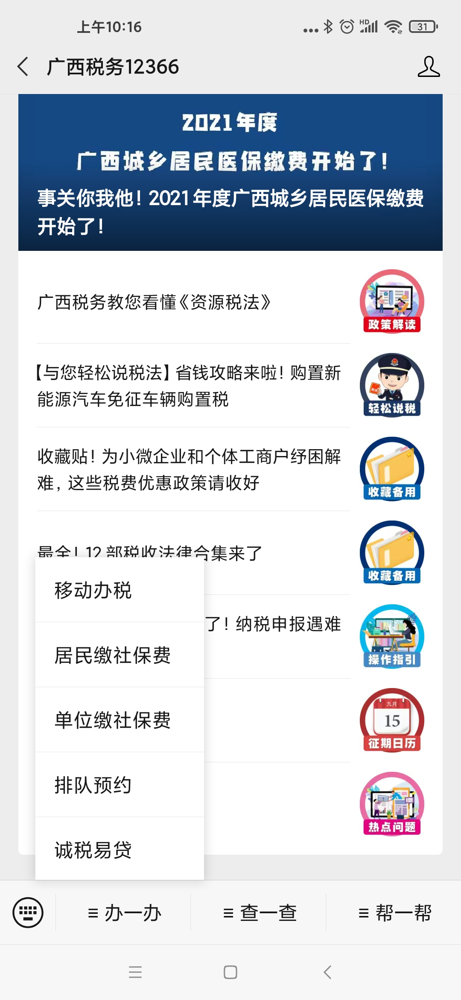 上午10:16
HD
31
广西税务12366
2021年度
广西城乡居民医保缴费开始了！
事关你我他！2021年度广西城乡居民医保缴费
开始了！
广西税务教您看懂《资源税法》
政策解读
【与您轻松说税法】省钱攻略来啦！购置新
能源汽车免征车辆购置税
轻松说税
收藏贴！为小微企业和个体工商户纾困解
难，这些税费优惠政策请收好
收藏备用
最全！12 部税收法律合集来了
收藏备用
了！纳税申报遇难
操作指引
九月
15
征期日历
热点问题
移动办税
居民缴社保费
单位缴社保费
排队预约
诚税易贷
办一办
查一查
帮一帮